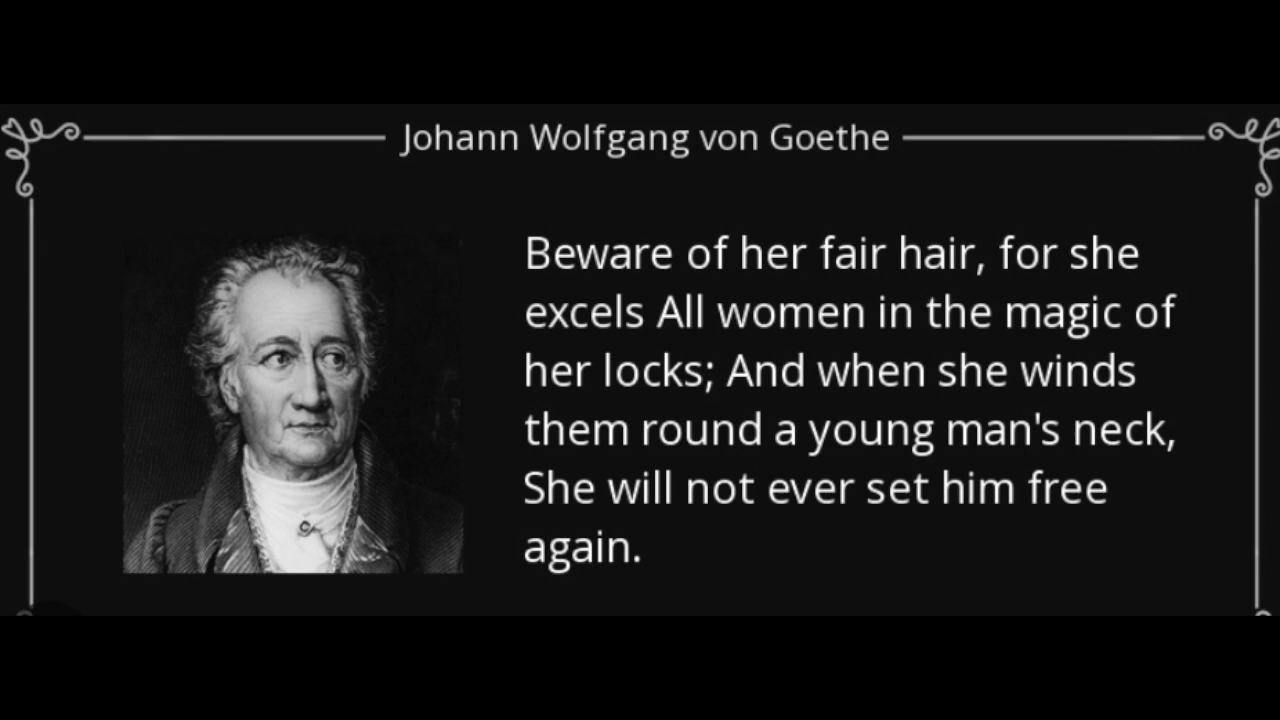 Johann Wolfgang von Goethe
Beware of her fair hair, for she
excels All women in the magic of
her locks; And when she winds
them round a young man's neck,
She will not ever set him free
again.